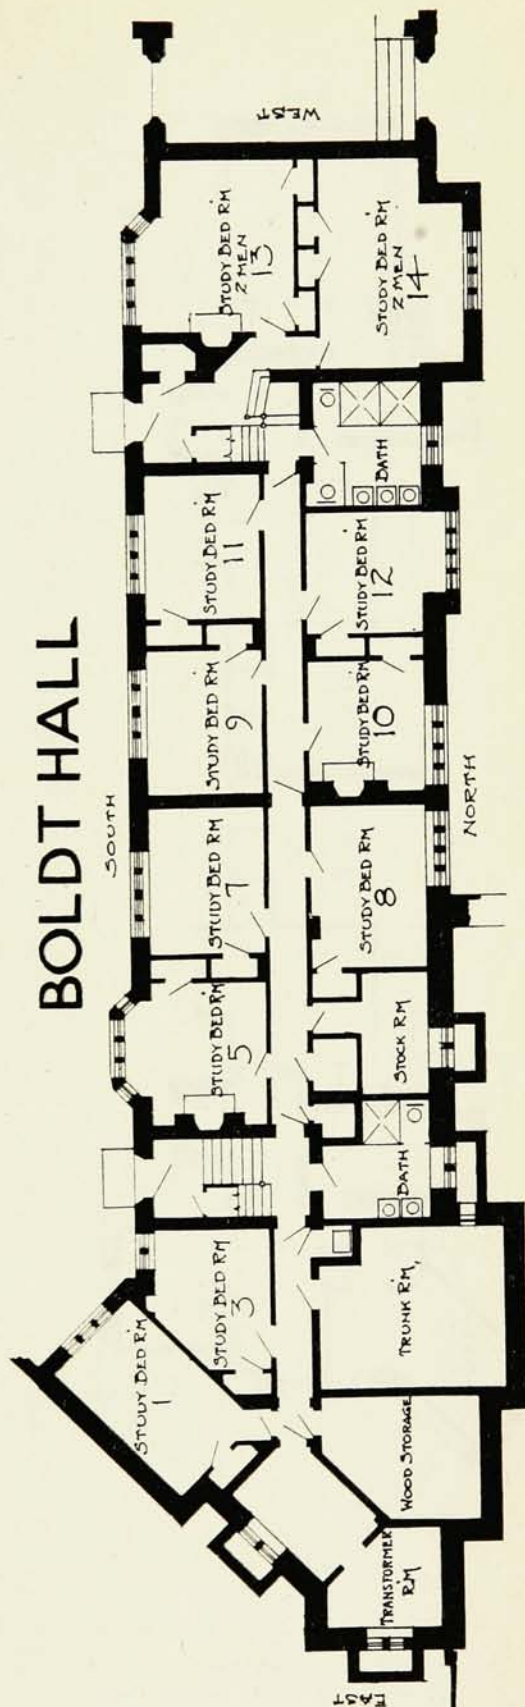 BOLDT HALL
SOUTH
WEST
NORTH
EAST
STUDY BED RM
1
STUDY BED RM
3
STUDY BED RM
5
STUDY BED RM
7
STUDY BED RM
9
STUDY BED RM
11
STUDY BED RM
2 MEN
13
TRANSFORMER
RM
WOOD STORAGE
TRUNK RM,
BATH
STOCK RM
STUDY BED RM
8
STUDY BED RM
10
STUDY BED RM
12
BATH
STUDY BED RM
2 MEN
14